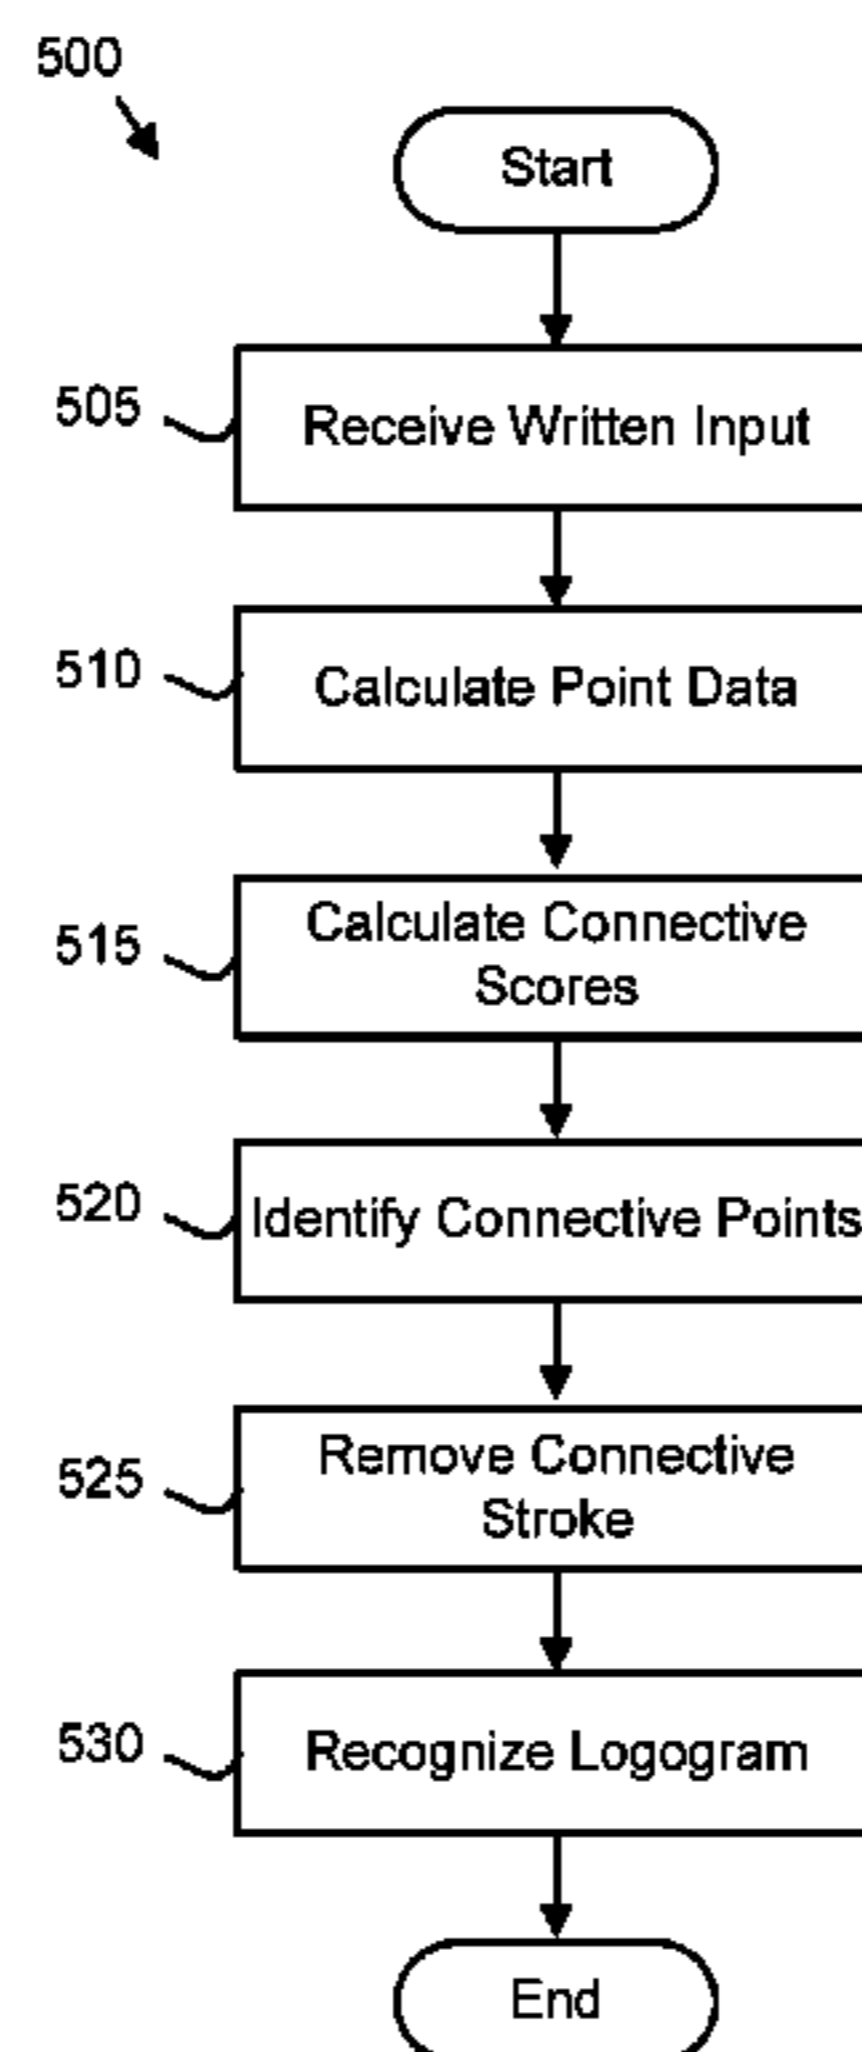 500
Start
505
Receive Written Input
510
Calculate Point Data
515
Calculate Connective
Scores
520
Identify Connective Points
525
Remove Connective
Stroke
530
Recognize Logogram
End